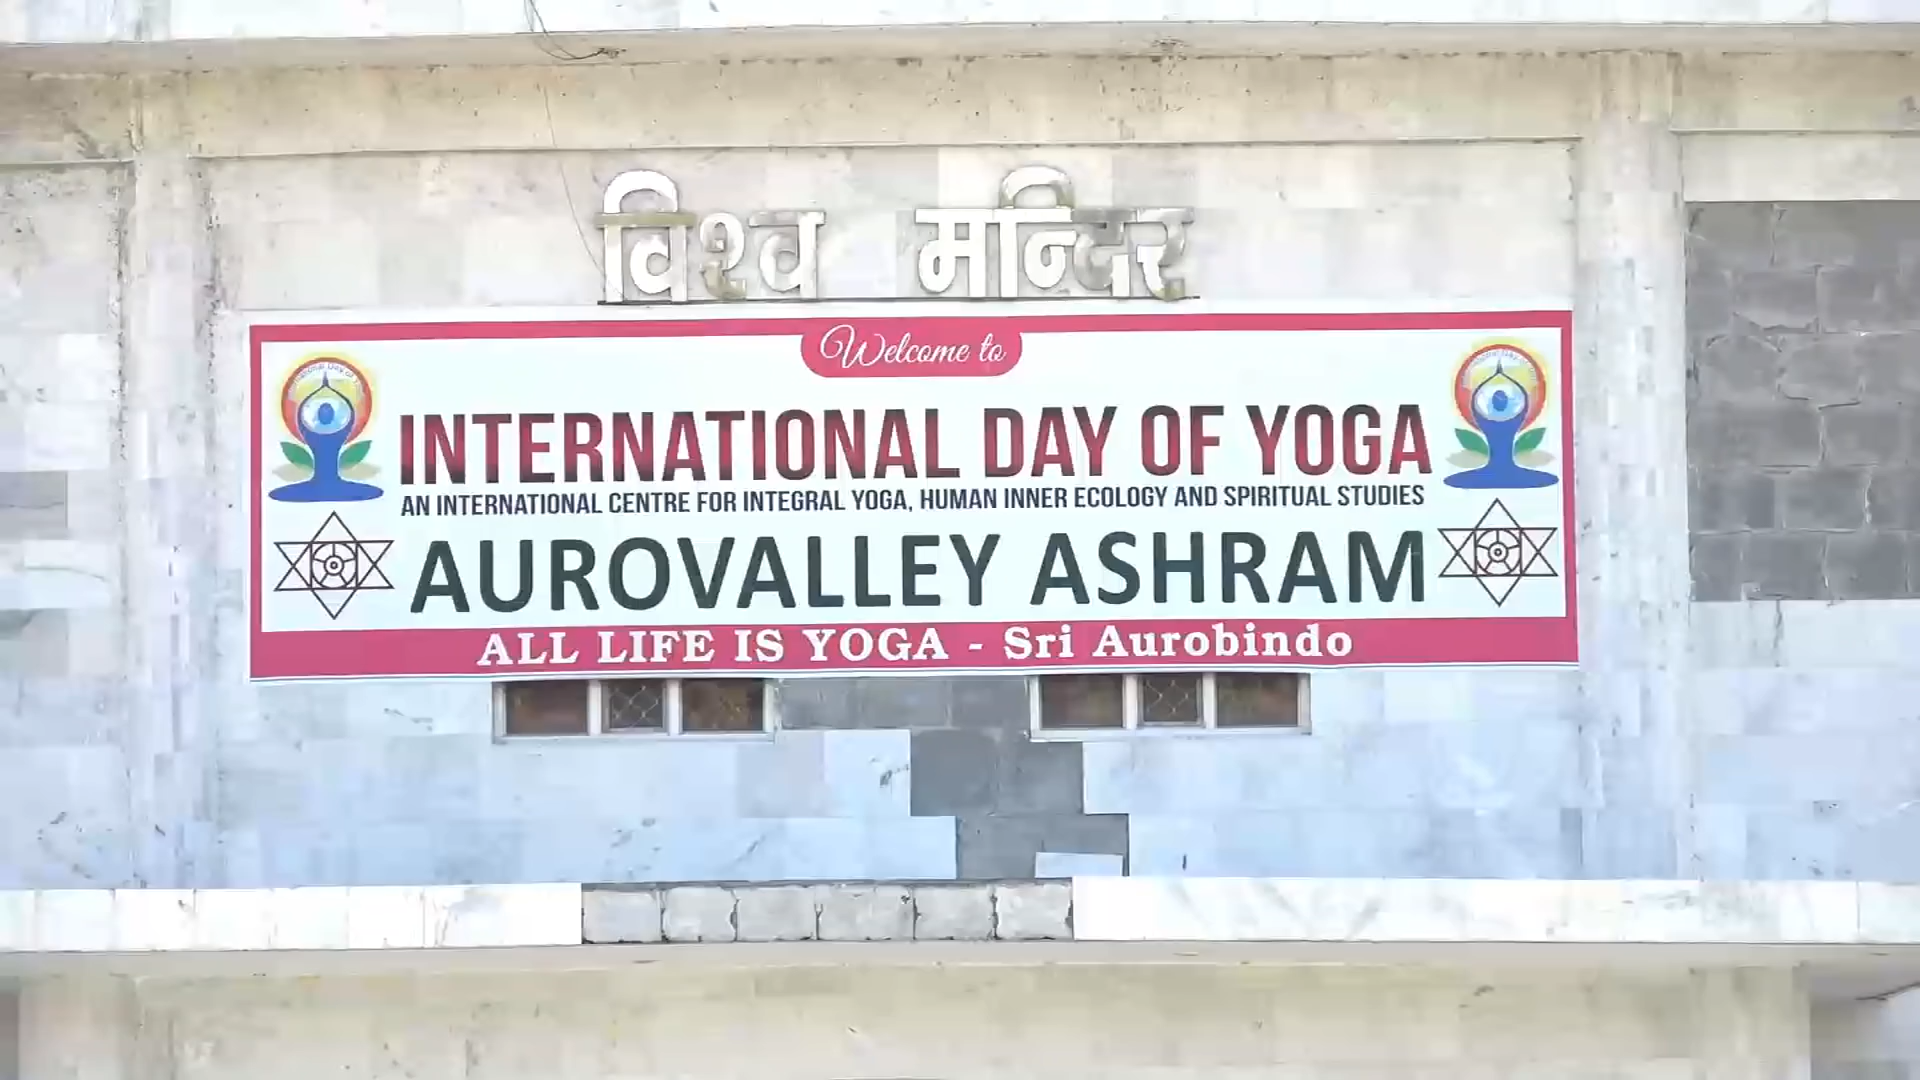 विश्व मन्दिर
Welcome to
INTERNATIONAL DAY OF YOGA
AN INTERNATIONAL CENTRE FOR INTEGRAL YOGA, HUMAN INNER ECOLOGY AND SPIRITUAL STUDIES
AUROVALLEY ASHRAM
ALL LIFE IS YOGA - Sri Aurobindo